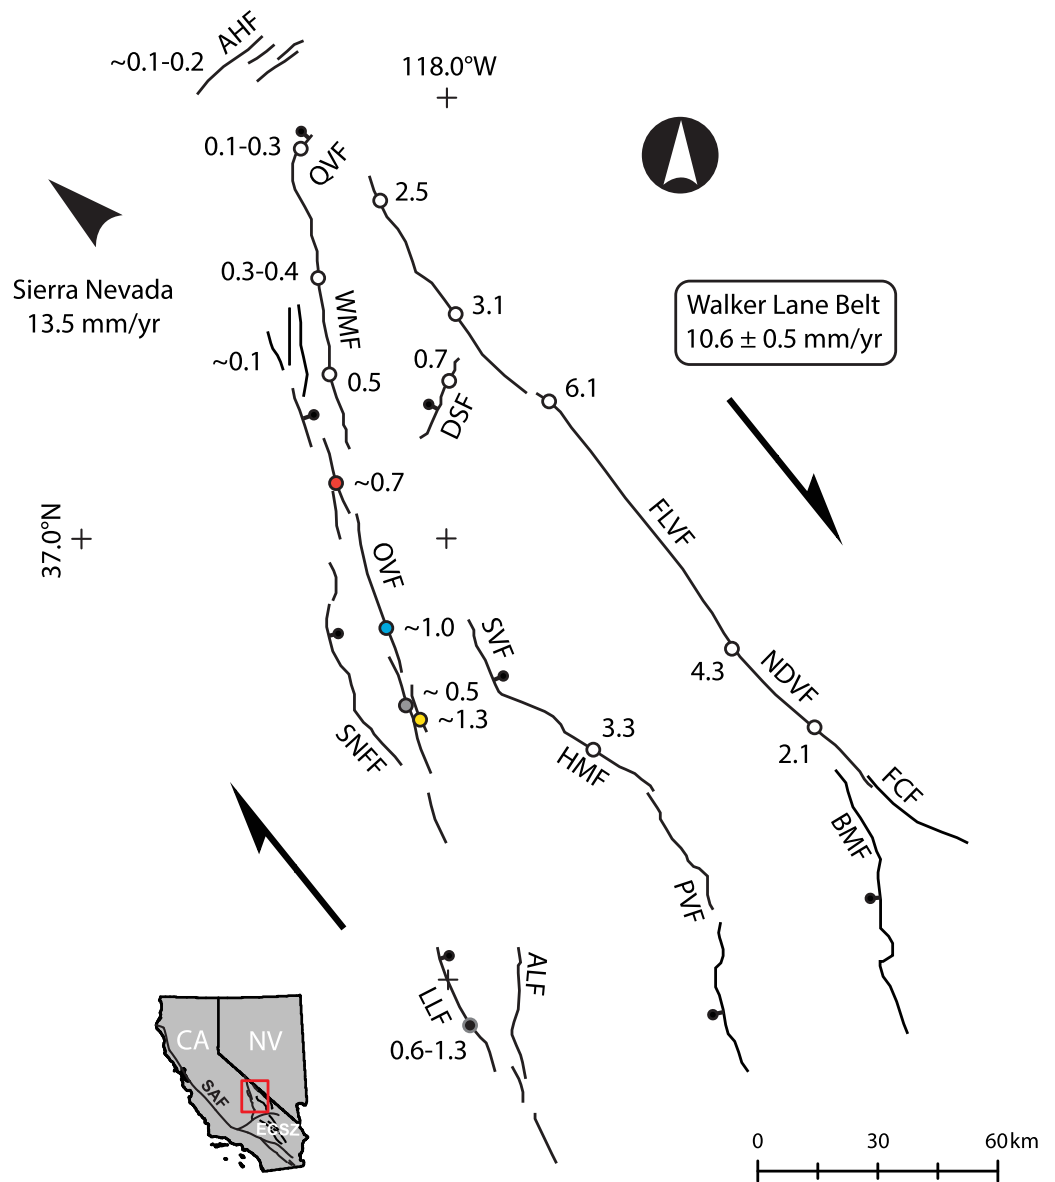 AHF
~0.1-0.2
118.0°W
0.1-0.3
QVF
2.5
0.3-0.4
Sierra Nevada
13.5 mm/yr
WMF
3.1
Walker Lane Belt
10.6 ± 0.5 mm/yr
~0.1
0.5
0.7
DSF
6.1
~0.7
37.0°N
FLVF
OVF
~1.0
SVF
4.3
NDVF
~ 0.5
~1.3
SNFF
3.3
HMF
2.1
FCF
BMF
PVF
LLF
ALF
0.6-1.3
CA
NV
SAF
ECSZ
0
30
60 km